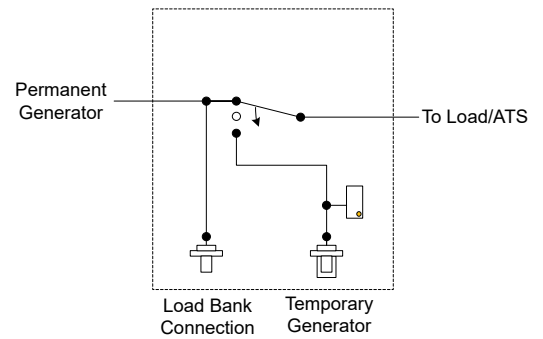 Permanent
Generator
To Load/ATS
Load Bank
Connection
Temporary
Generator